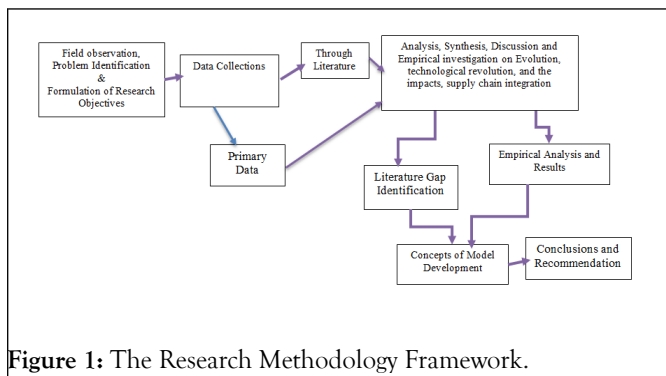 Field observation,
Problem Identification
&
Formulation of Research
Objectives
Data Collections
Through
Literature
Analysis, Synthesis, Discussion and
Empirical investigation on Evolution,
technological revolution, and the
impacts, supply chain integration
Primary
Data
Literature Gap
Identification
Empirical Analysis and
Results
Concepts of Model
Development
Conclusions and
Recommendation
Figure 1: The Research Methodology Framework.